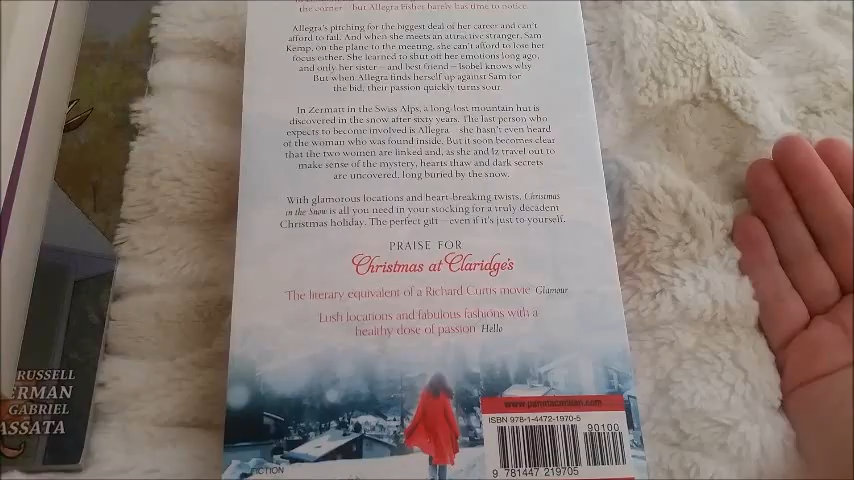 the corner – but Allegra Fisher barely has time to notice.
Allegra's pitching for the biggest deal of her career and can't
afford to fail. And when she meets an attractive stranger, Sam
Kemp, on the plane to the meeting, she can't afford to lose her
focus either. She learned to shut off her emotions long ago,
and only her sister – and best friend – Isobel knows why.
But when Allegra finds herself up against Sam for
the bid, their passion quickly turns sour.
In Zermatt in the Swiss Alps, a long-lost mountain hut is
discovered in the snow after sixty years. The last person who
expects to become involved is Allegra – she hasn't even heard
of the woman who was found inside. But it soon becomes clear
that the two women are linked and, as she and Iz travel out to
make sense of the mystery, hearts thaw and dark secrets
are uncovered, long buried by the snow.
With glamorous locations and heart-breaking twists, Christmas
in the Snow is all you need in your stocking for a truly decadent
Christmas holiday. The perfect gift – even if it's just to yourself.
PRAISE FOR
Christmas at Claridge's
'The literary equivalent of a Richard Curtis movie' Glamour
'Lush locations and fabulous fashions with a
healthy dose of passion' Hello
www.panmacmillan.com
ISBN 978-1-4472-1970-5
90100
9 781447 219705
FICTION
RUSSELL
ERMAN
GABRIEL
ASSATA